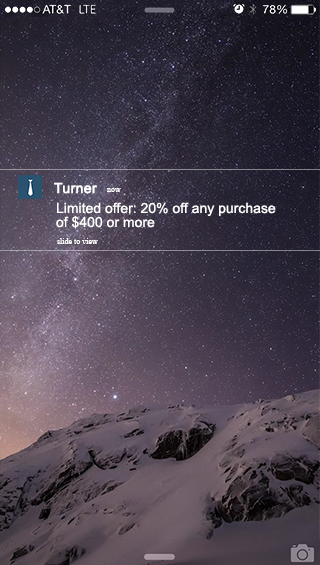 AT&T LTE 78%
Turner now
Limited offer: 20% off any purchase
of $400 or more
slide to view